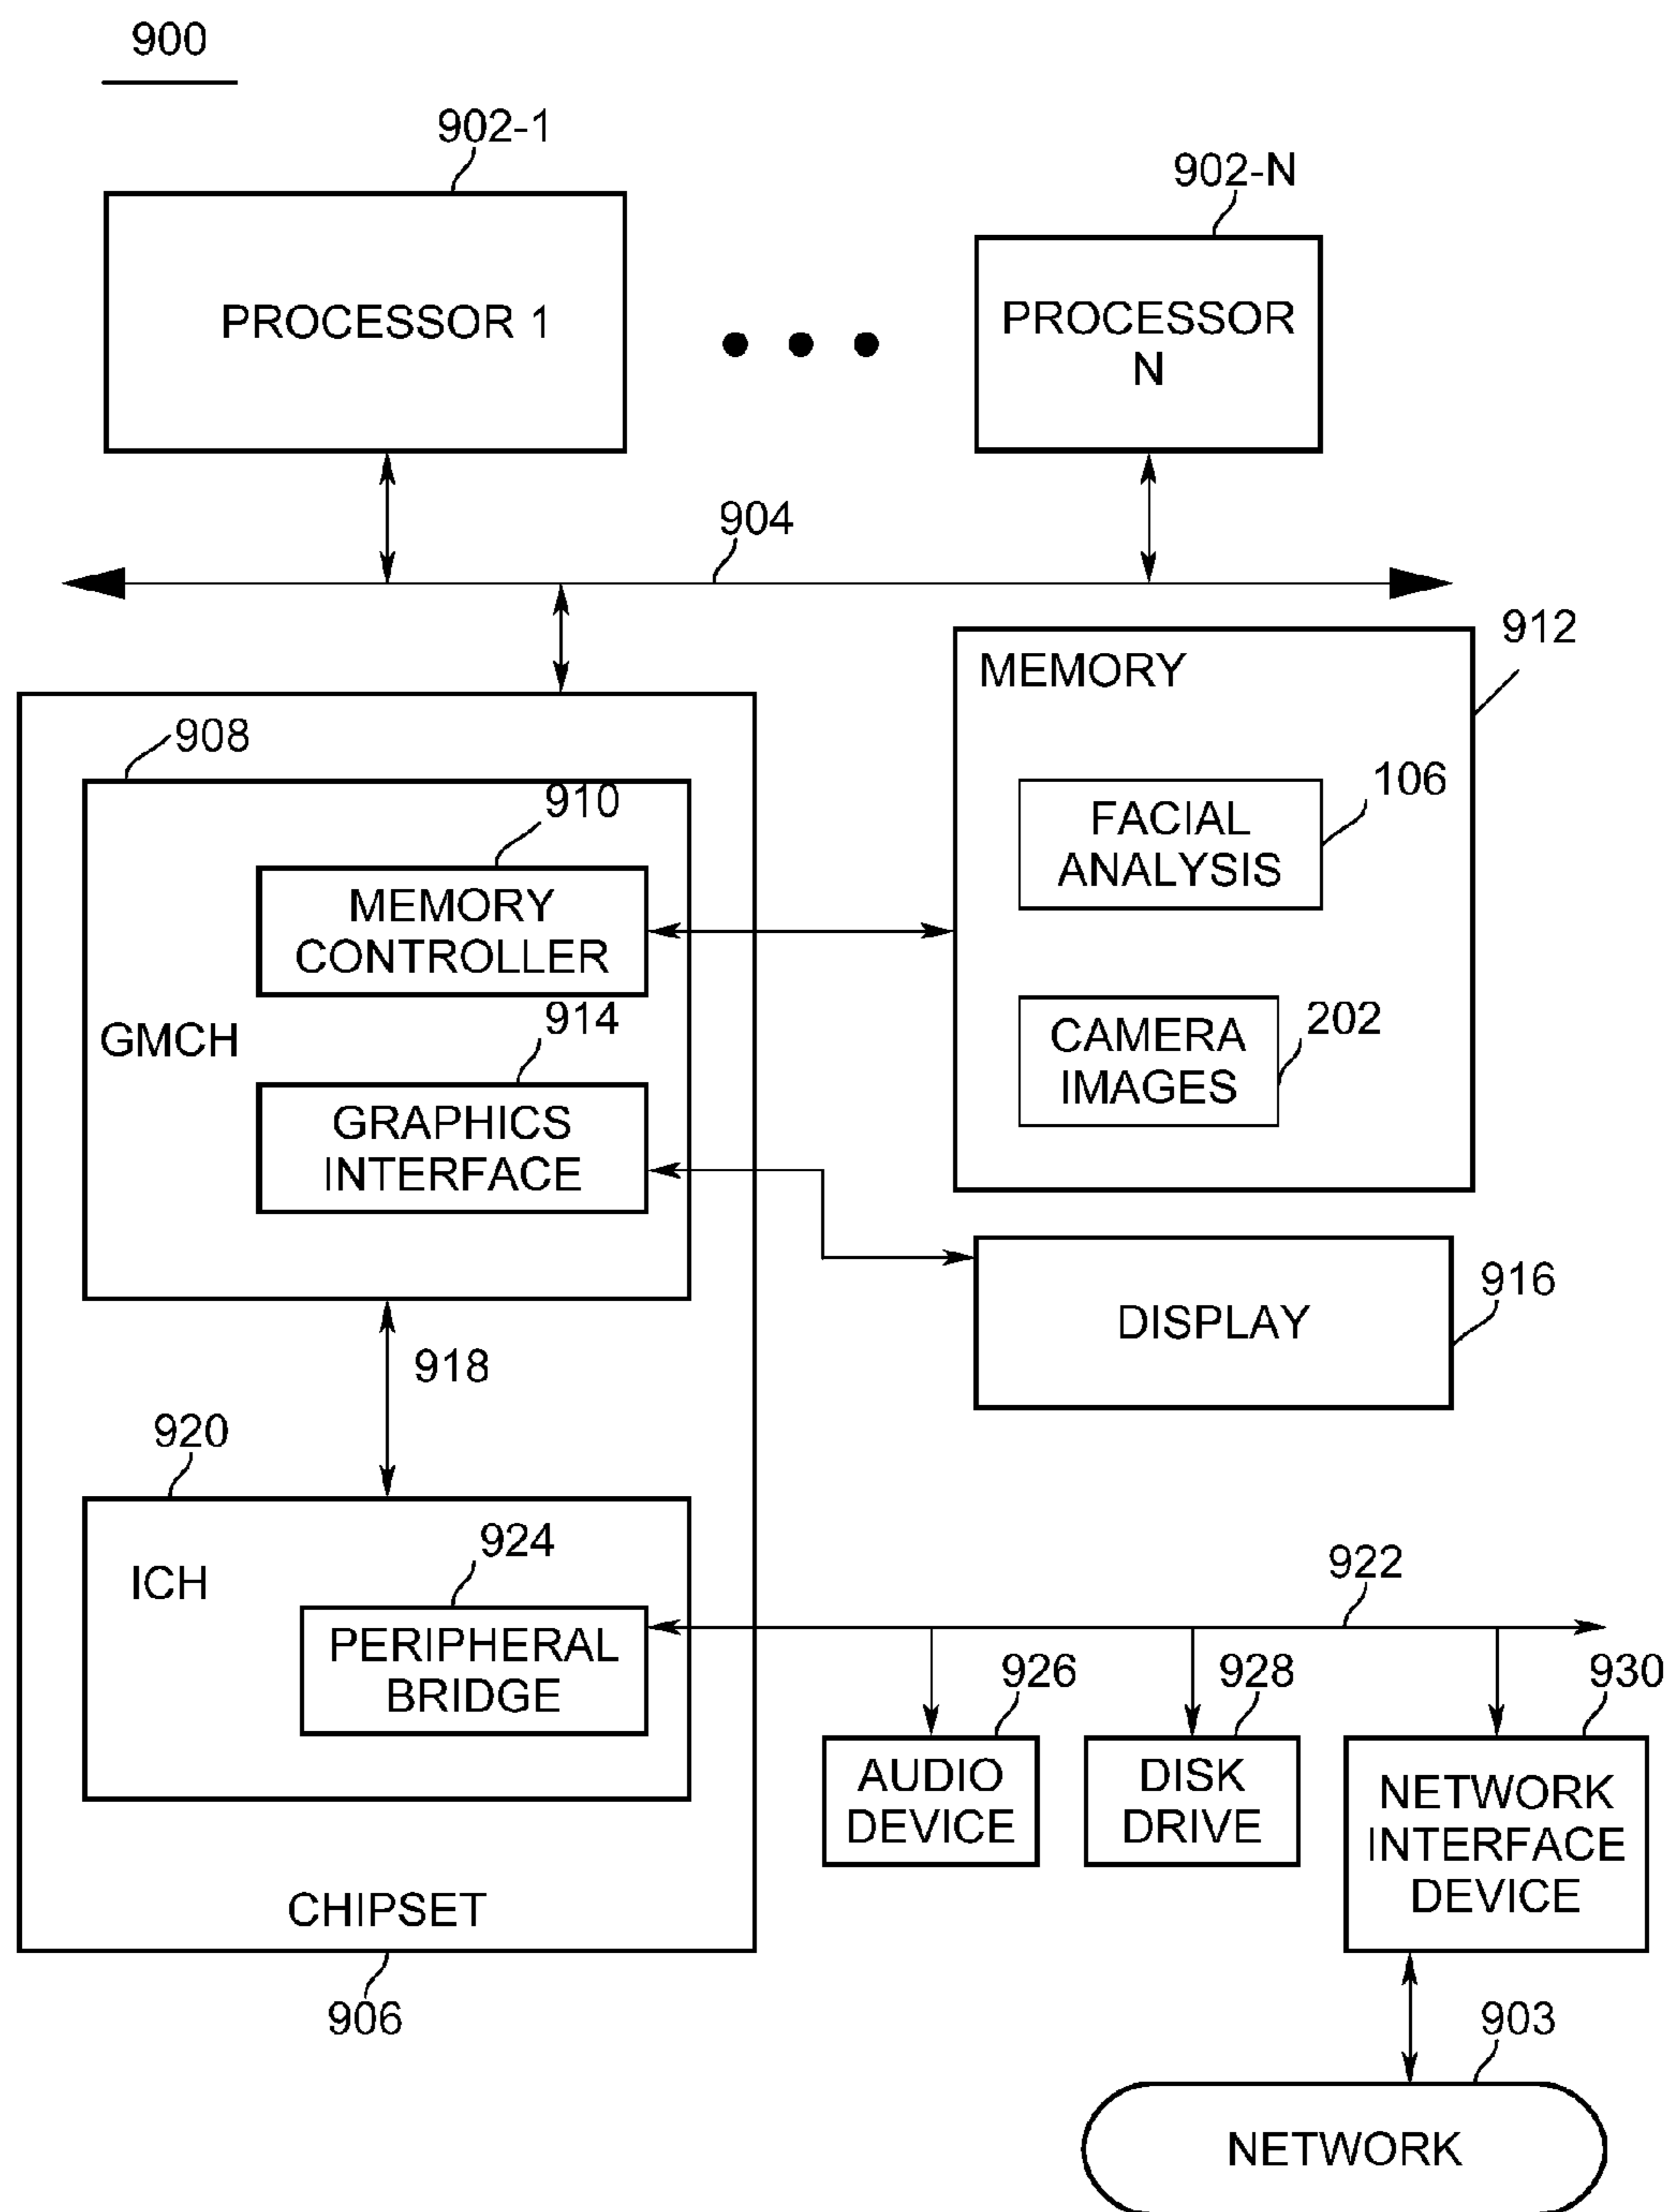 900
902-1
902-N
PROCESSOR 1
PROCESSOR
N
904
912
MEMORY
908
910
106
FACIAL
ANALYSIS
MEMORY
CONTROLLER
914
202
GMCH
CAMERA
IMAGES
GRAPHICS
INTERFACE
916
DISPLAY
918
920
924
922
ICH
PERIPHERAL
BRIDGE
926
928
930
AUDIO
DEVICE
DISK
DRIVE
NETWORK
INTERFACE
DEVICE
CHIPSET
906
903
NETWORK